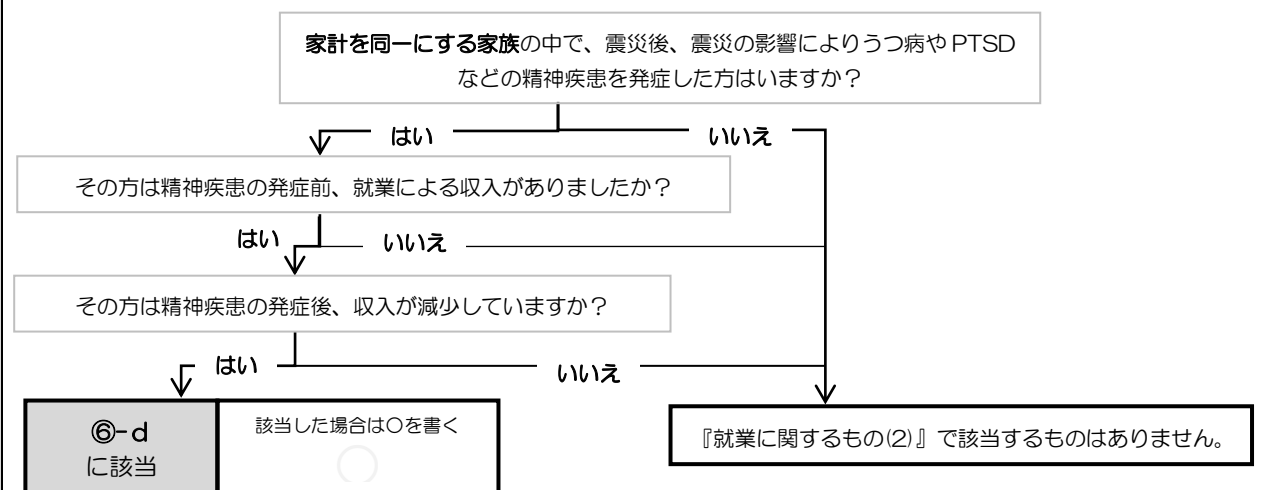 家計を同一にする家族の中で、震災後、震災の影響によりうつ病や PTSD
などの精神疾患を発症した方はいますか？
はい
いいえ
その方は精神疾患の発症前、就業による収入がありましたか？
はい
いいえ
その方は精神疾患の発症後、収入が減少していますか？
はい
いいえ
⑥-d
に該当
該当した場合は〇を書く
『就業に関するもの(2)』で該当するものはありません。